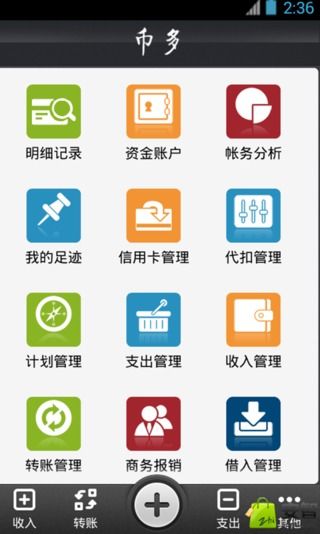 2:36
币多
明细记录 资金账户 帐务分析
我的足迹 信用卡管理 代扣管理
计划管理 支出管理 收入管理
转账管理 商务报销 借入管理
收入 转账 支出 其他